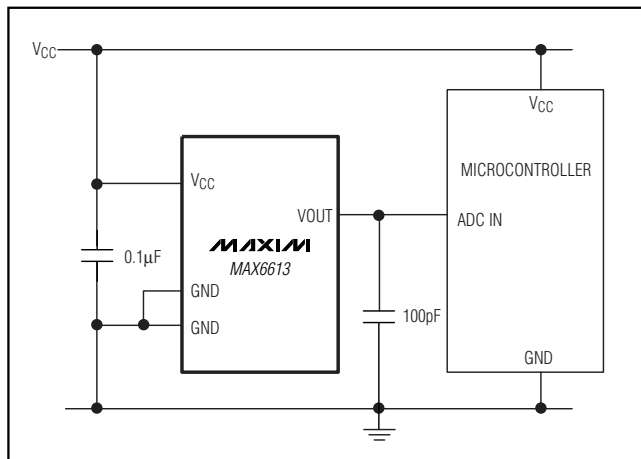 VCC
VCC
MICROCONTROLLER
VCC
VOUT
ADC IN
MAXIM
MAX6613
0.1µF
GND
GND
100pF
GND